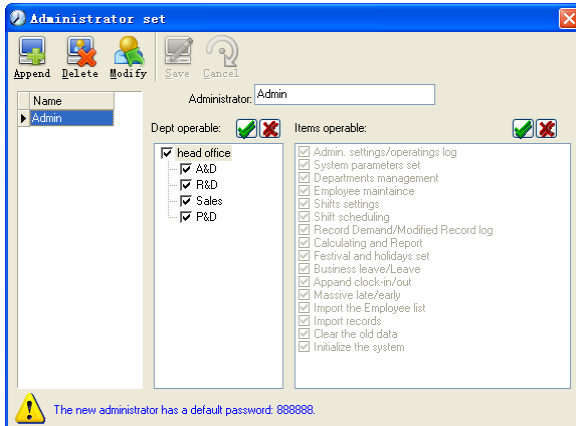 Administrator set
Append Delete Modify Save Cancel
Name
Admin
Administrator: Admin
Dept operable:
head office
A&D
R&D
Sales
P&D
Items operable:
Admin. settings/operatings log
System parameters set
Departments management
Employee maintaince
Shifts settings
Shift scheduling
Record Demand/Modified Record log
Calculating and Report
Festival and holidays set
Business leave/Leave
Appand clock-in/out
Massive late/early
Import the Employee list
Import records
Clear the old data
Initialize the system
The new administrator has a default password: 888888.